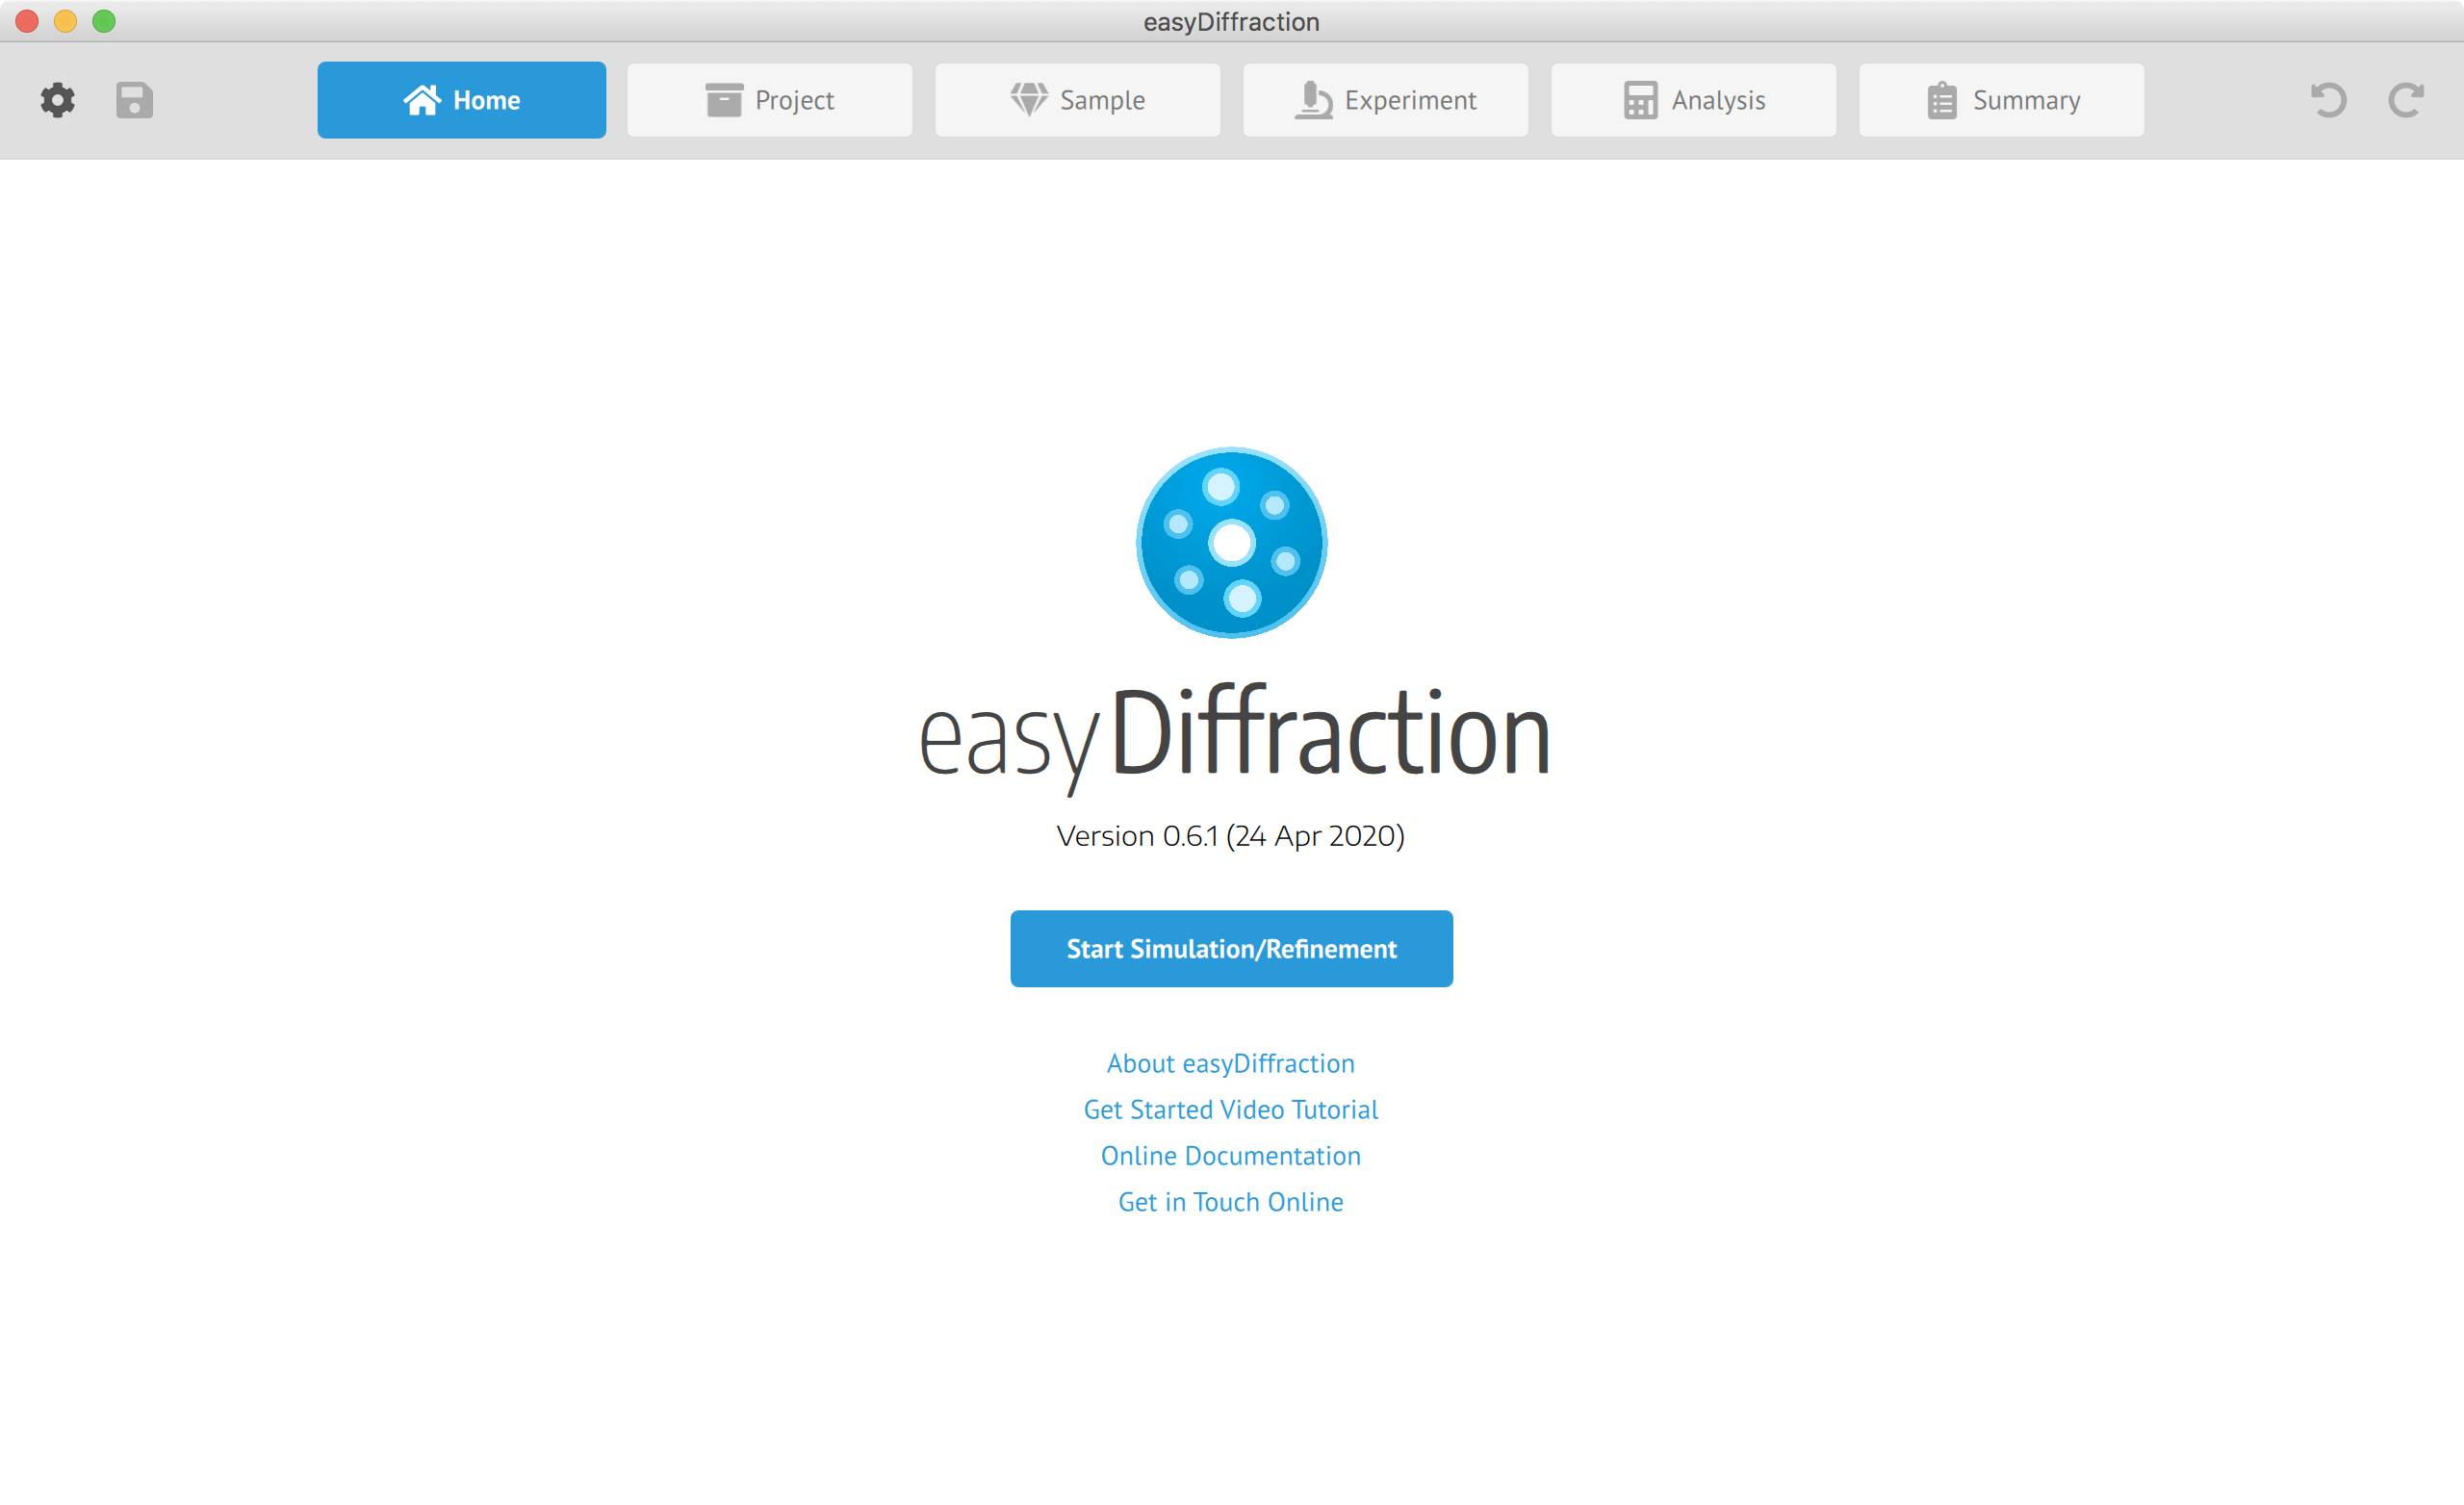 easyDiffraction
Home Project Sample Experiment Analysis Summary
easyDiffraction
Version 0.6.1 (24 Apr 2020)
Start Simulation/Refinement
About easyDiffraction
Get Started Video Tutorial
Online Documentation
Get in Touch Online